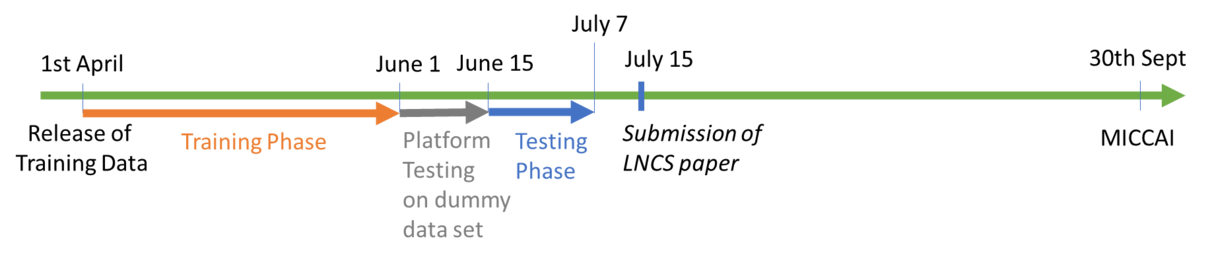 July 7
1st April
June 1
June 15
July 15
30th Sept
Release of
Training Data
Training Phase
Platform
Testing
on dummy
data set
Testing
Phase
Submission of
LNCS paper
MICCAI